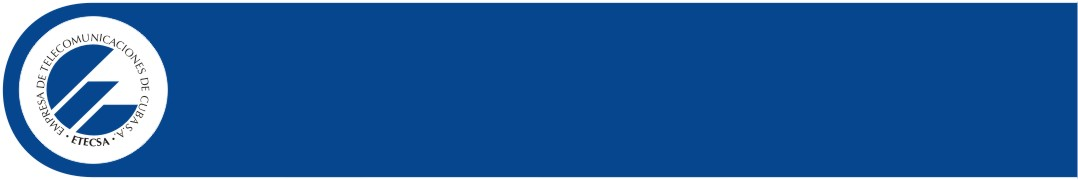 EMPRESA DE TELECOMUNICACIONES DE CUBA S.A.
• ETECSA •